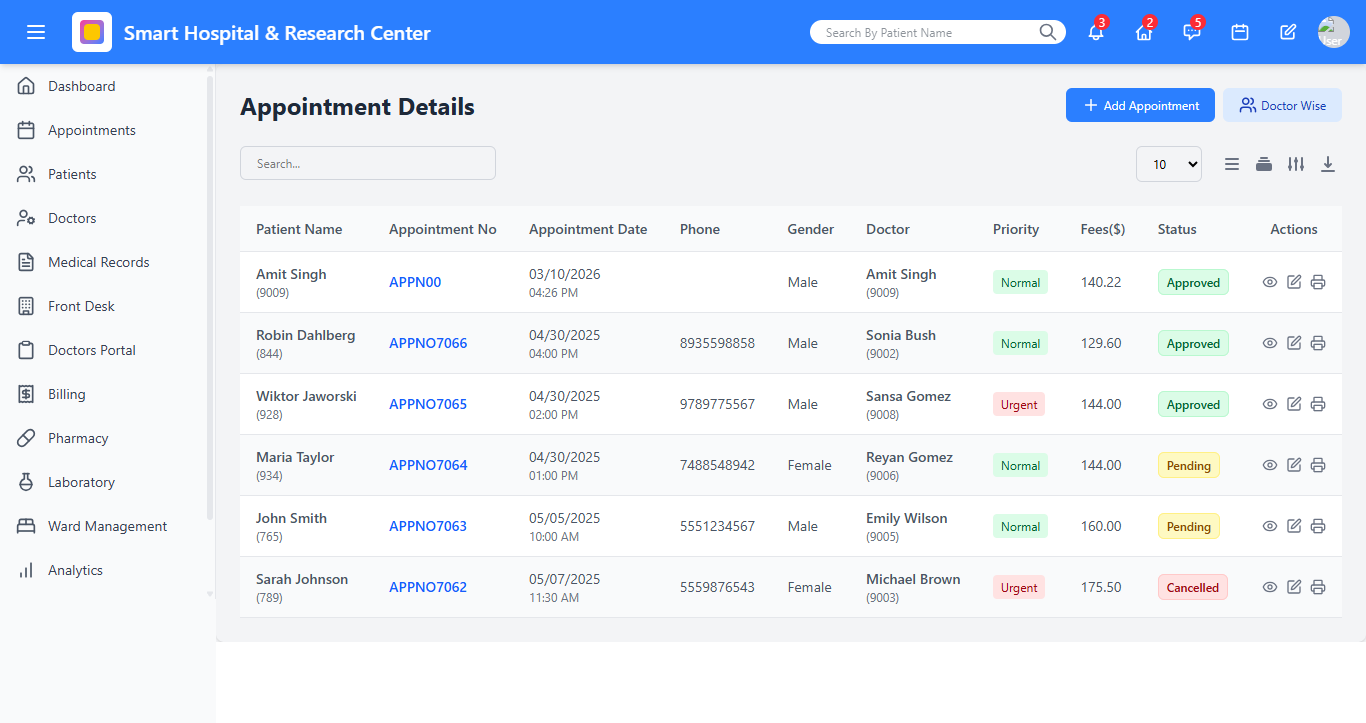 Smart Hospital & Research Center
Search By Patient Name
3
2
5
User
Dashboard
Appointments
Patients
Doctors
Medical Records
Front Desk
Doctors Portal
Billing
Pharmacy
Laboratory
Ward Management
Analytics
Appointment Details
Add Appointment
Doctor Wise
Search...
10
Patient Name Appointment No Appointment Date Phone Gender Doctor Priority Fees($) Status Actions
Amit Singh APPN00 03/10/2026 Male Amit Singh Normal 140.22 Approved
(9009) 04:26 PM (9009)
Robin Dahlberg APPNO7066 04/30/2025 8935598858 Male Sonia Bush Normal 129.60 Approved
(844) 04:00 PM (9002)
Wiktor Jaworski APPNO7065 04/30/2025 9789775567 Male Sansa Gomez Urgent 144.00 Approved
(928) 02:00 PM (9008)
Maria Taylor APPNO7064 04/30/2025 7488548942 Female Reyan Gomez Normal 144.00 Pending
(934) 01:00 PM (9006)
John Smith APPNO7063 05/05/2025 5551234567 Male Emily Wilson Normal 160.00 Pending
(765) 10:00 AM (9005)
Sarah Johnson APPNO7062 05/07/2025 5559876543 Female Michael Brown Urgent 175.50 Cancelled
(789) 11:30 AM (9003)